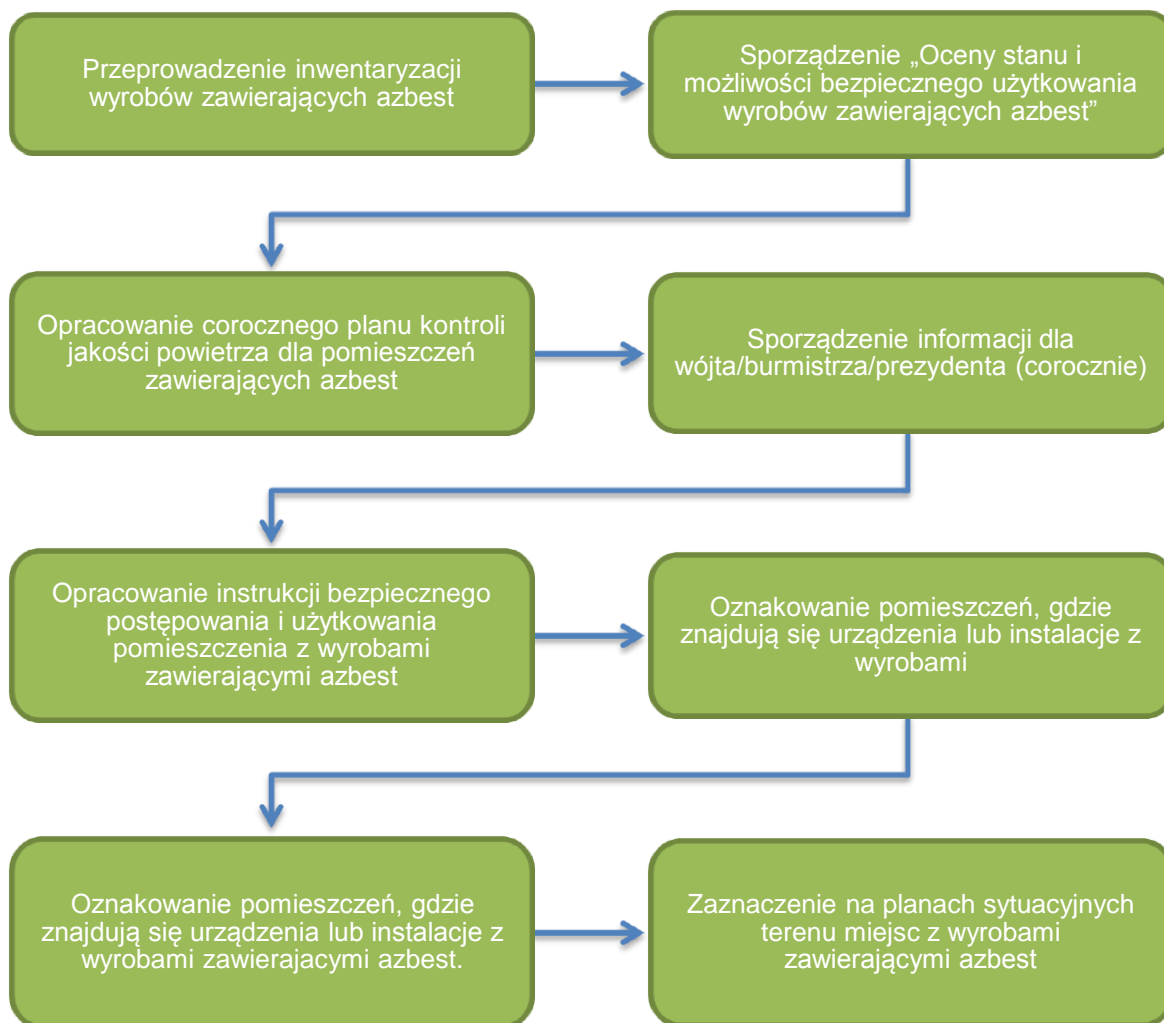 Przeprowadzenie inwentaryzacji
wyrobów zawierających azbest
Sporządzenie „Oceny stanu i
możliwości bezpiecznego użytkowania
wyrobów zawierających azbest”
Opracowanie corocznego planu kontroli
jakości powietrza dla pomieszczeń
zawierających azbest
Sporządzenie informacji dla
wójta/burmistrza/prezydenta (corocznie)
Opracowanie instrukcji bezpiecznego
postępowania i użytkowania
pomieszczenia z wyrobami
zawierającymi azbest
Oznakowanie pomieszczeń, gdzie
znajdują się urządzenia lub instalacje z
wyrobami
Oznakowanie pomieszczeń, gdzie
znajdują się urządzenia lub instalacje z
wyrobami zawierajacymi azbest.
Zaznaczenie na planach sytuacyjnych
terenu miejsc z wyrobami
zawierającymi azbest